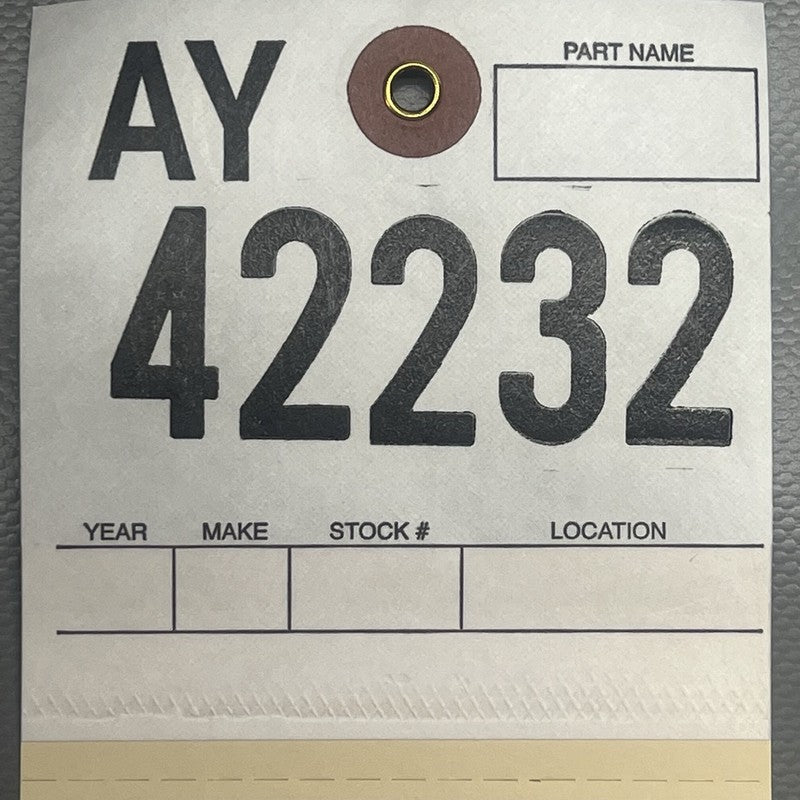 AY
PART NAME
42232
YEAR MAKE STOCK # LOCATION